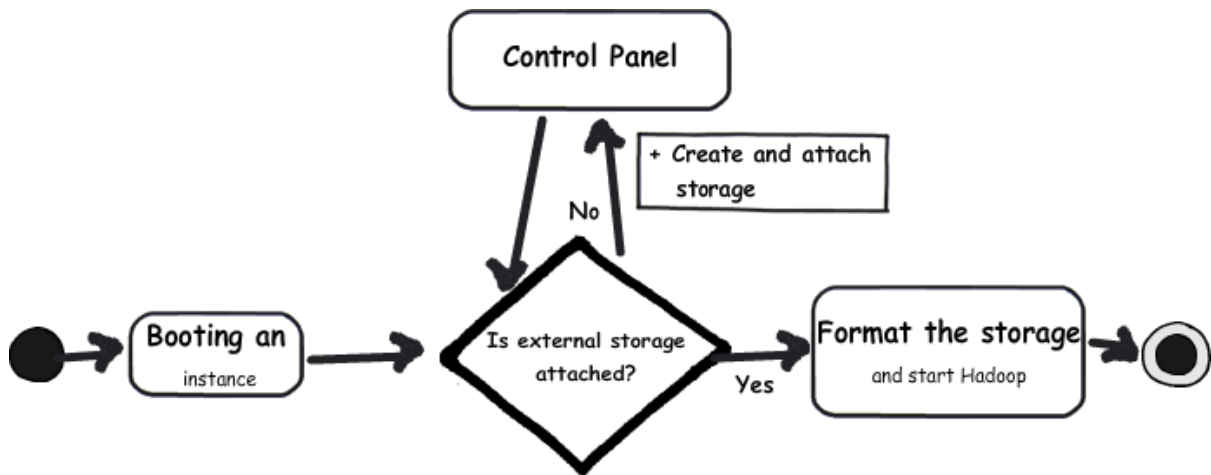 Control Panel
+ Create and attach
storage
No
Booting an
instance
Is external storage
attached?
Yes
Format the storage
and start Hadoop